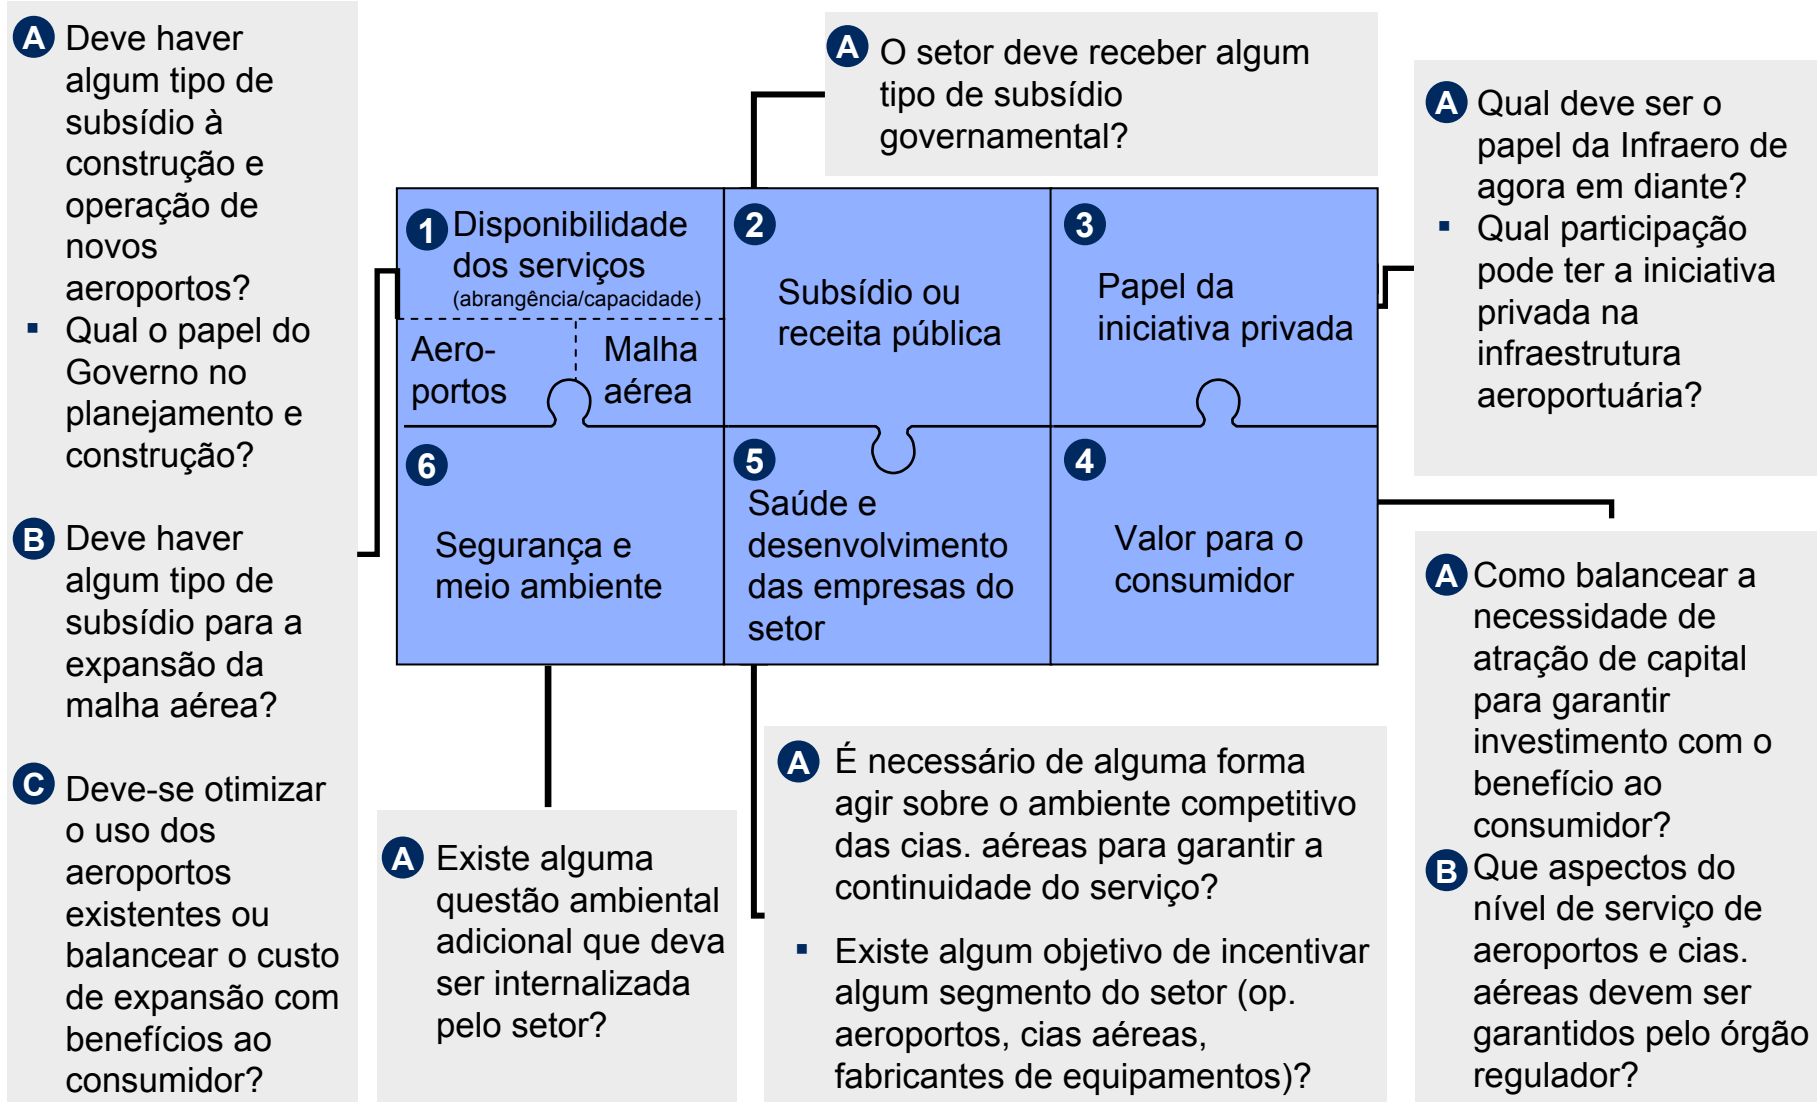 A Deve haver
algum tipo de
subsídio à
construção e
operação de
novos
aeroportos?
▪ Qual o papel do
Governo no
planejamento e
construção?
B Deve haver
algum tipo de
subsídio para a
expansão da
malha aérea?
C Deve-se otimizar
o uso dos
aeroportos
existentes ou
balancear o custo
de expansão com
benefícios ao
consumidor?
A O setor deve receber algum
tipo de subsídio
governamental?
A Qual deve ser o
papel da Infraero de
agora em diante?
▪ Qual participação
pode ter a iniciativa
privada na
infraestrutura
aeroportuária?
1 Disponibilidade
dos serviços
(abrangência/capacidade)
Aero-
portos
Malha
aérea
2
Subsídio ou
receita pública
3
Papel da
iniciativa privada
6
Segurança e
meio ambiente
5
Saúde e
desenvolvimento
das empresas do
setor
4
Valor para o
consumidor
A Existe alguma
questão ambiental
adicional que deva
ser internalizada
pelo setor?
A É necessário de alguma forma
agir sobre o ambiente competitivo
das cias. aéreas para garantir a
continuidade do serviço?
▪ Existe algum objetivo de incentivar
algum segmento do setor (op.
aeroportos, cias aéreas,
fabricantes de equipamentos)?
A Como balancear a
necessidade de
atração de capital
para garantir
investimento com o
benefício ao
consumidor?
B Que aspectos do
nível de serviço de
aeroportos e cias.
aéreas devem ser
garantidos pelo órgão
regulador?